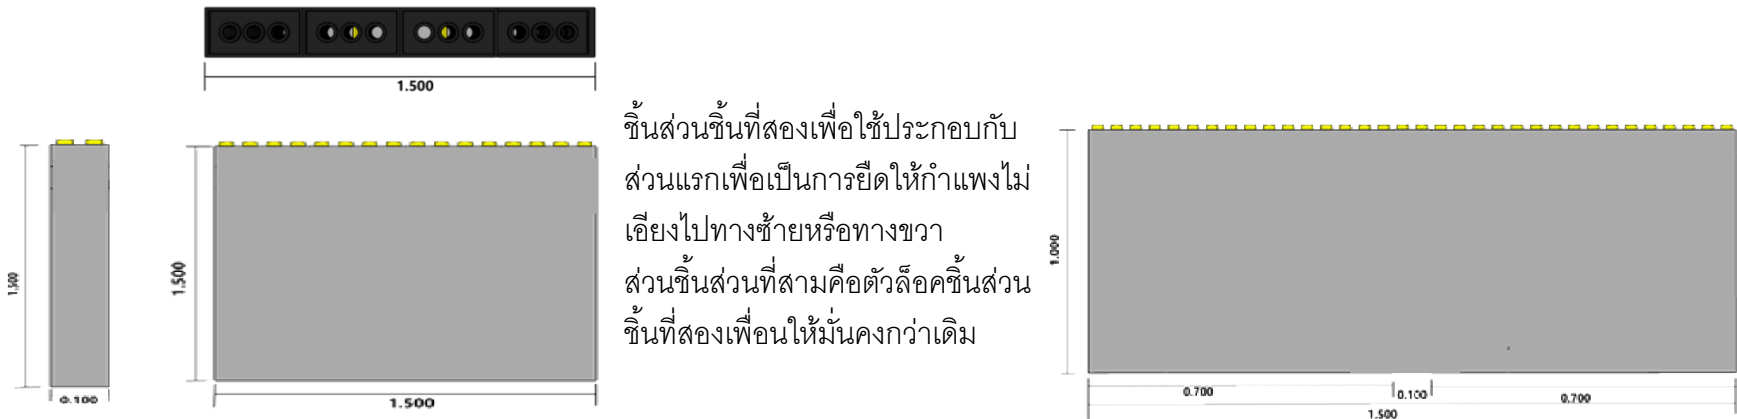 1.500
1.500
0.100
1.500
1.500
ชิ้นส่วนชิ้นที่สองเพื่อใช้ประกอบกับ
ส่วนแรกเพื่อเป็นการยืดให้กำแพงไม่
เอียงไปทางซ้ายหรือทางขวา
ส่วนชิ้นส่วนที่สามคือตัวล็อคชิ้นส่วน
ชิ้นที่สองเพื่อนให้มั่นคงกว่าเดิม
1.000
0.700
0.100
0.700
1.500